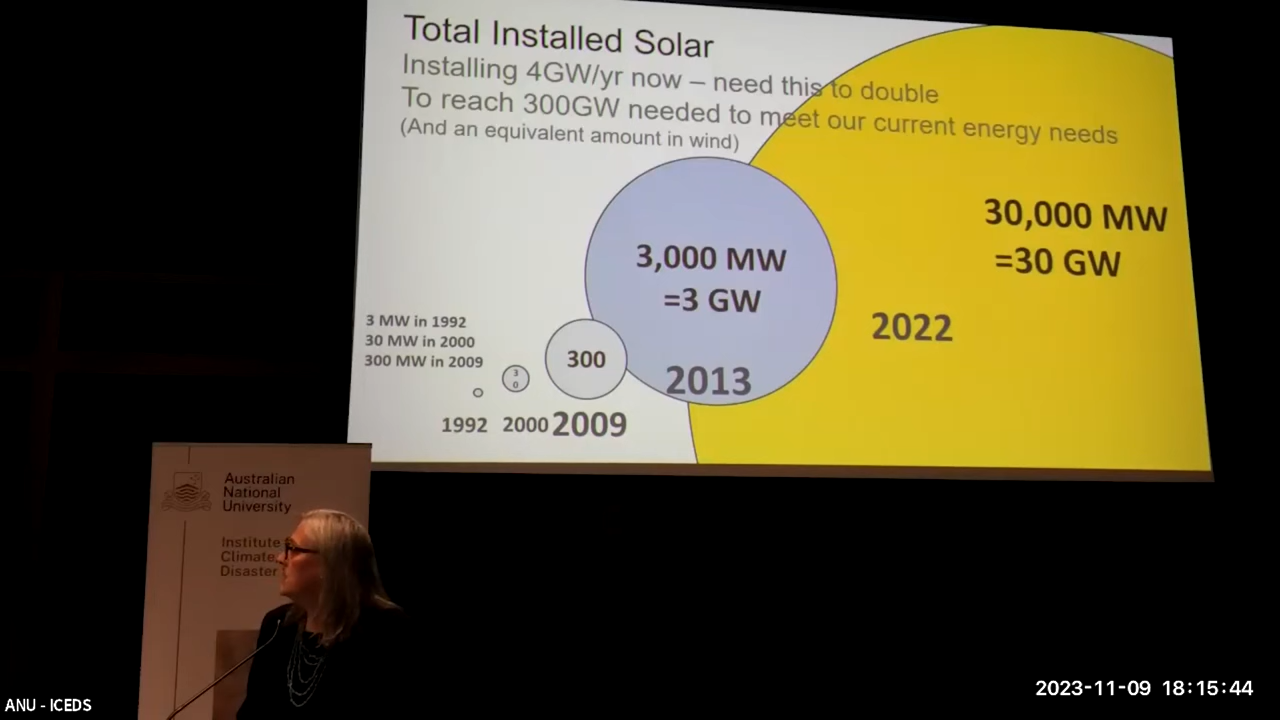 Total Installed Solar
Installing 4GW/yr now – need this to double
To reach 300GW needed to meet our current energy needs
(And an equivalent amount in wind)
30,000 MW
=30 GW
3,000 MW
=3 GW
2022
3 MW in 1992
30 MW in 2000
300 MW in 2009
300
3
0
2013
1992 2000 2009
Australian
National
University
Institute
Climate
Disaster
2023-11-09 18:15:44
ANU - ICEDS